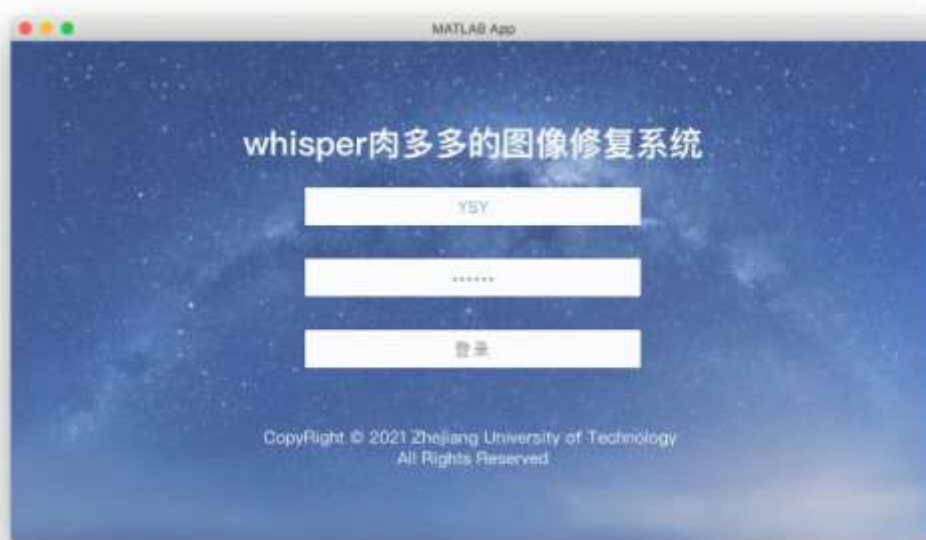 MATLAB App
whisper肉多多的图像修复系统
YSY
••••••
登录
CopyRight © 2021 Zhejiang University of Technology
All Rights Reserved